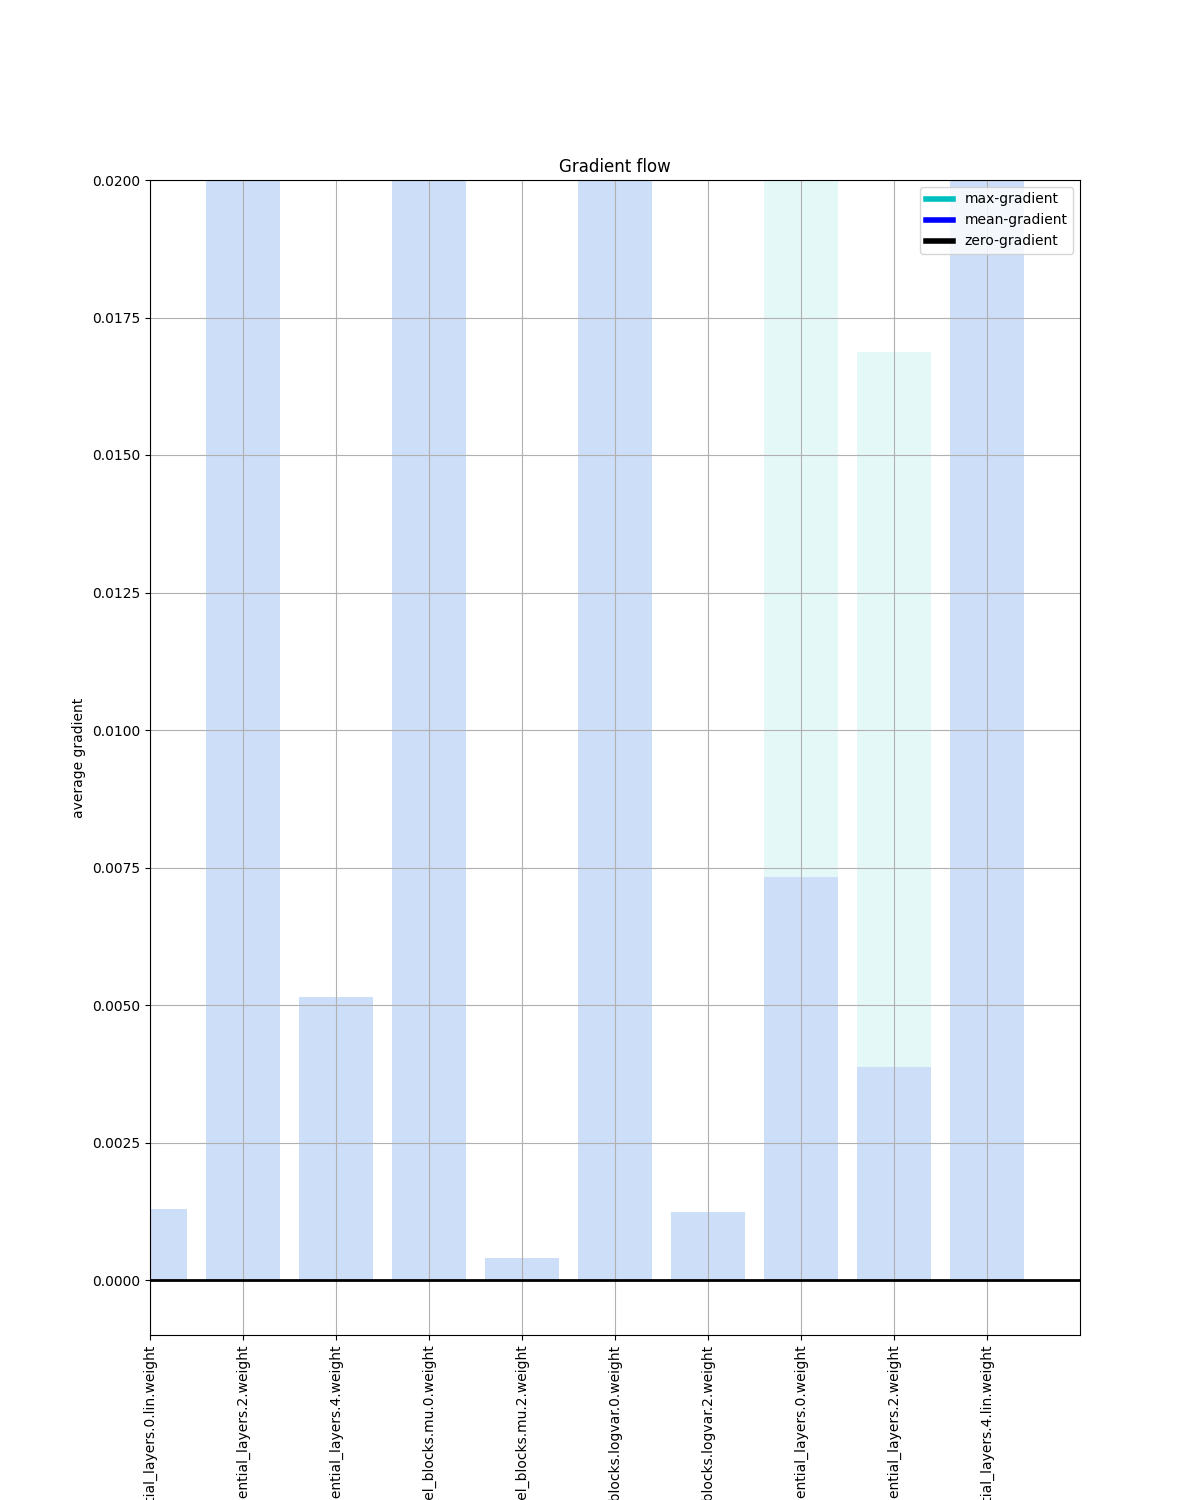 Gradient flow
max-gradient
mean-gradient
zero-gradient
average gradient
0.0200
0.0175
0.0150
0.0125
0.0100
0.0075
0.0050
0.0025
0.0000
tial_layers.0.lin.weight
ential_layers.2.weight
ential_layers.4.weight
el_blocks.mu.0.weight
el_blocks.mu.2.weight
blocks.logvar.0.weight
blocks.logvar.2.weight
ential_layers.0.weight
ential_layers.2.weight
tial_layers.4.lin.weight